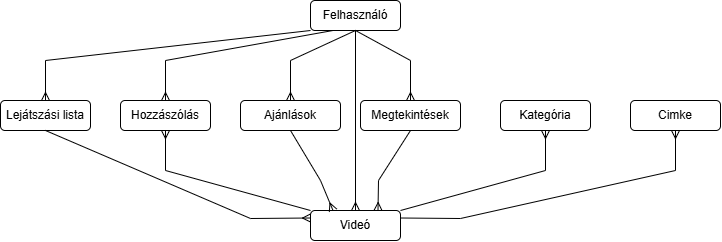 Felhasználó
Lejátszási lista
Hozzászólás
Ajánlások
Megtekintések
Kategória
Cimke
Videó